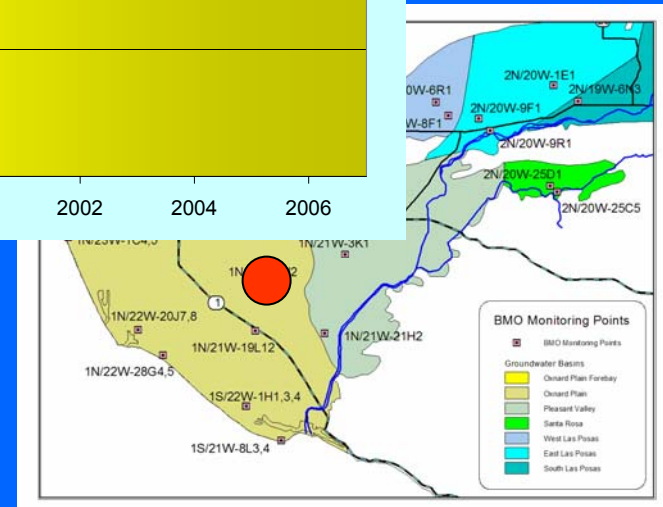 2002 2004 2006
2N/20W-1E1
2N/19W-6N3
0W-6R1
2N/20W-9F1
W-8F1
2N/20W-9R1
2N/20W-25D1
2N/20W-25C5
1N/21W-3K1
1
1N/22W-20J7,8
1N/21W-19L12
1N/21W-21H2
1N/22W-28G4,5
1S/22W-1H1,3,4
1S/21W-8L3,4
BMO Monitoring Points
BMO Monitoring Points
Groundwater Basins
Oxnard Plain Forebay
Oxnard Plain
Pleasant Valley
Santa Rosa
West Las Posas
East Las Posas
South Las Posas